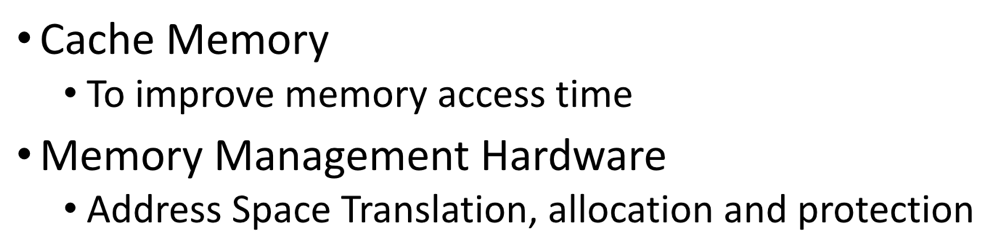 • Cache Memory
• To improve memory access time
• Memory Management Hardware
• Address Space Translation, allocation and protection